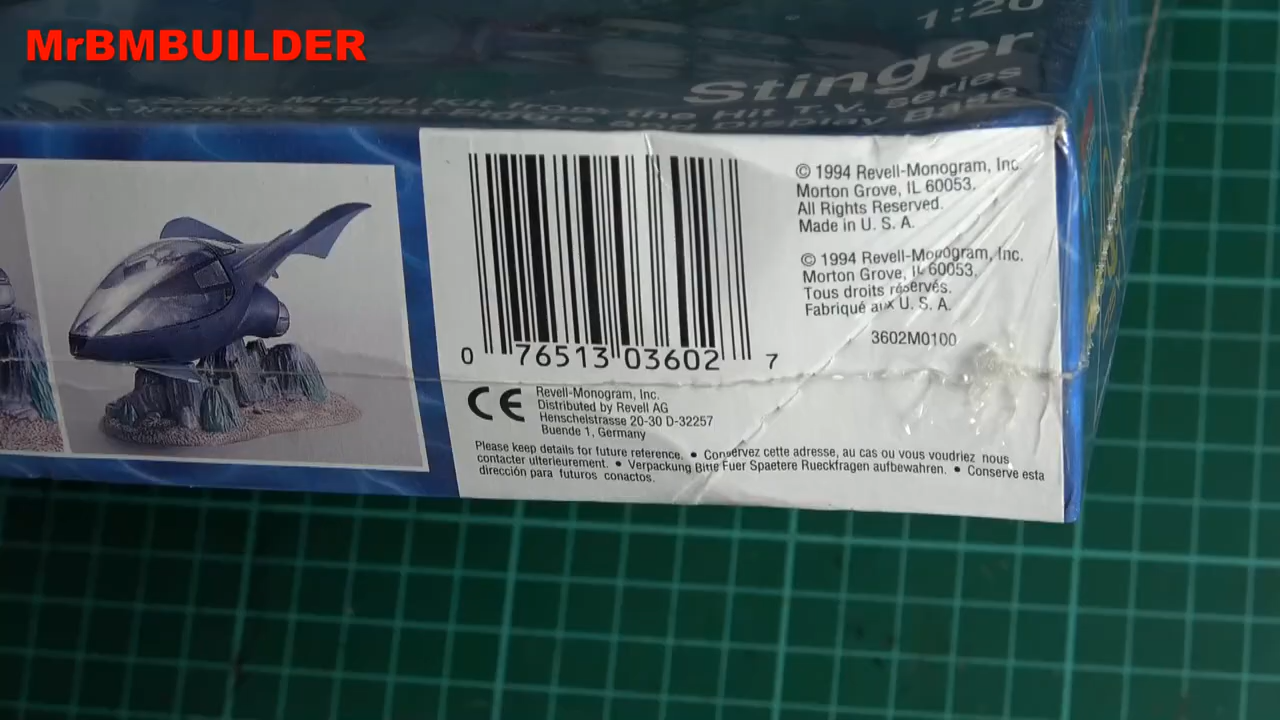 MrBMBUILDER
1:20
Stinger
Scale Model Kit from the Hit T.V. series
Riders and Display Base
0 76513 03602 7
© 1994 Revell-Monogram, Inc.
Morton Grove, IL 60053.
All Rights Reserved.
Made in U. S. A.
© 1994 Revell-Monogram, Inc.
Morton Grove, IL 60053.
Tous droits réservés.
Fabriqué aux U. S. A.
3602M0100
CE
Revell-Monogram, Inc.
Distributed by Revell AG
Henschelstrasse 20-30 D-32257
Buende 1, Germany
Please keep details for future reference. • Conservez cette adresse, au cas ou vous voudriez nous
contacter ulterieurement. • Verpackung Bitte Fuer Spaetere Rueckfragen aufbewahren. • Conserve esta
dirección para futuros conactos.